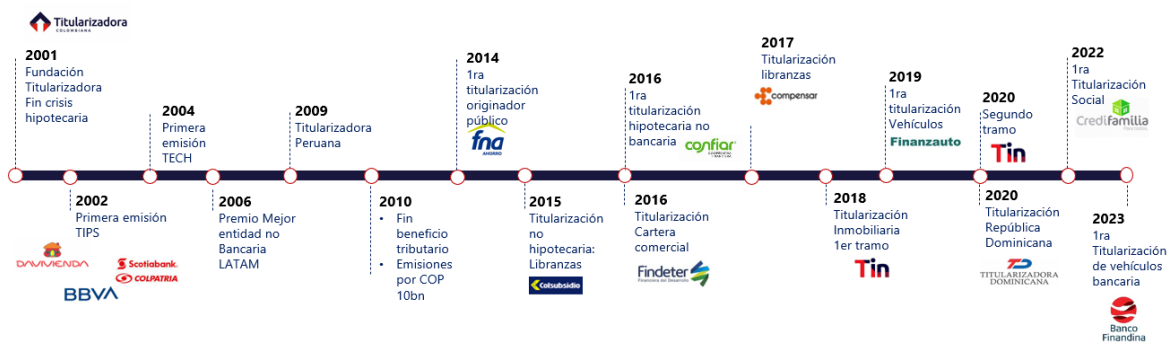 Titularizadora
COLOMBIANA
2001
Fundación
Titularizadora
Fin crisis
hipotecaria
2002
Primera emisión
TIPS
DAVIVIENDA
Scotiabank
COLPATRIA
BBVA
2004
Primera
emisión
TECH
2006
Premio Mejor
entidad no
Bancaria
LATAM
2009
Titularizadora
Peruana
2010
• Fin
beneficio
tributario
• Emisiones
por COP
10bn
2014
1ra
titularización
originador
público
fna
AHORRO
2015
Titularización
no
hipotecaria:
Libranzas
Colsubsidio
2016
1ra
titularización
hipotecaria no
bancaria
confiar
2016
Titularización
Cartera
comercial
Findeter
Financiera del Desarrollo
2017
Titularización
libranzas
compensar
2018
Titularización
Inmobiliaria
1er tramo
Tin
2019
1ra
titularización
Vehículos
Finanzauto
2020
Segundo
tramo
Tin
2020
Titularización
República
Dominicana
TITULARIZADORA
DOMINICANA
2022
1ra
Titularización
Social
Credifamilia
2023
1ra
Titularización
de vehículos
bancaria
Banco
Finandina